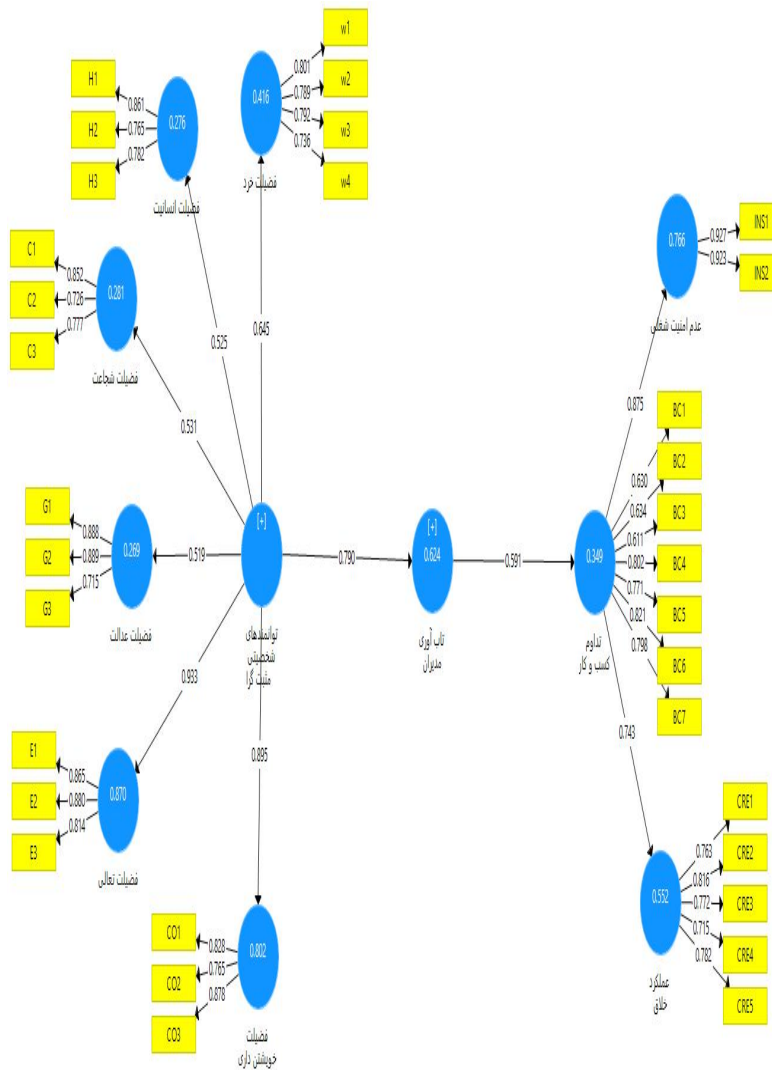 w1
w2
w3
w4
0.801
0.789
0.792
0.736
0.416
فضیلت خرد
H1
H2
H3
0.861
0.765
0.782
0.276
فضیلت انسانیت
C1
C2
C3
0.852
0.726
0.777
0.281
فضیلت شجاعت
G1
G2
G3
0.888
0.889
0.715
0.269
فضیلت عدالت
E1
E2
E3
0.865
0.880
0.814
0.870
فضیلت تعالی
CO1
CO2
CO3
0.828
0.765
0.878
0.802
فضیلت
خویشتن داری
0.645
0.525
0.531
0.519
0.933
0.895
[+]
توانمندهای
شخصیتی
مثبت گرا
0.790
[+]
0.624
تاب آوری
مدیران
0.591
0.349
تداوم
کسب و کار
0.875
0.743
0.766
عدم امنیت شغلی
0.927
0.923
INS1
INS2
0.630
0.634
0.611
0.802
0.771
0.821
0.798
BC1
BC2
BC3
BC4
BC5
BC6
BC7
0.552
عملکرد
خلاق
0.763
0.816
0.772
0.715
0.782
CRE1
CRE2
CRE3
CRE4
CRE5